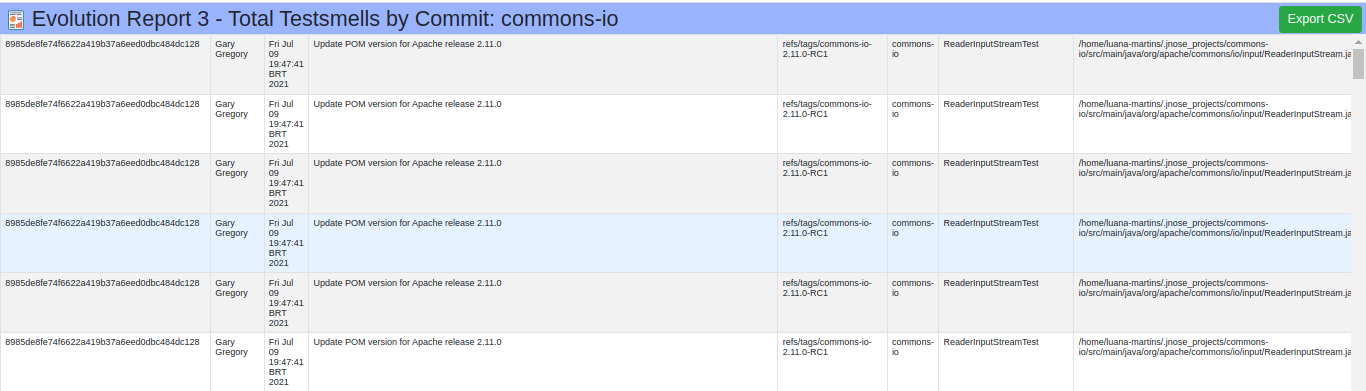 Evolution Report 3 - Total Testsmells by Commit: commons-io
Export CSV
8985de8fe74f6622a419b37a6eed0dbc484dc128
Gary
Gregory
Fri Jul
09
19:47:41
BRT
2021
Update POM version for Apache release 2.11.0
refs/tags/commons-io-
2.11.0-RC1
commons-
io
ReaderInputStreamTest
/home/luana-martins/.jnose_projects/commons-
io/src/main/java/org/apache/commons/io/input/ReaderInputStream.ja
8985de8fe74f6622a419b37a6eed0dbc484dc128
Gary
Gregory
Fri Jul
09
19:47:41
BRT
2021
Update POM version for Apache release 2.11.0
refs/tags/commons-io-
2.11.0-RC1
commons-
io
ReaderInputStreamTest
/home/luana-martins/.jnose_projects/commons-
io/src/main/java/org/apache/commons/io/input/ReaderInputStream.ja
8985de8fe74f6622a419b37a6eed0dbc484dc128
Gary
Gregory
Fri Jul
09
19:47:41
BRT
2021
Update POM version for Apache release 2.11.0
refs/tags/commons-io-
2.11.0-RC1
commons-
io
ReaderInputStreamTest
/home/luana-martins/.jnose_projects/commons-
io/src/main/java/org/apache/commons/io/input/ReaderInputStream.ja
8985de8fe74f6622a419b37a6eed0dbc484dc128
Gary
Gregory
Fri Jul
09
19:47:41
BRT
2021
Update POM version for Apache release 2.11.0
refs/tags/commons-io-
2.11.0-RC1
commons-
io
ReaderInputStreamTest
/home/luana-martins/.jnose_projects/commons-
io/src/main/java/org/apache/commons/io/input/ReaderInputStream.ja
8985de8fe74f6622a419b37a6eed0dbc484dc128
Gary
Gregory
Fri Jul
09
19:47:41
BRT
2021
Update POM version for Apache release 2.11.0
refs/tags/commons-io-
2.11.0-RC1
commons-
io
ReaderInputStreamTest
/home/luana-martins/.jnose_projects/commons-
io/src/main/java/org/apache/commons/io/input/ReaderInputStream.ja
8985de8fe74f6622a419b37a6eed0dbc484dc128
Gary
Gregory
Fri Jul
09
19:47:41
BRT
2021
Update POM version for Apache release 2.11.0
refs/tags/commons-io-
2.11.0-RC1
commons-
io
ReaderInputStreamTest
/home/luana-martins/.jnose_projects/commons-
io/src/main/java/org/apache/commons/io/input/ReaderInputStream.ja